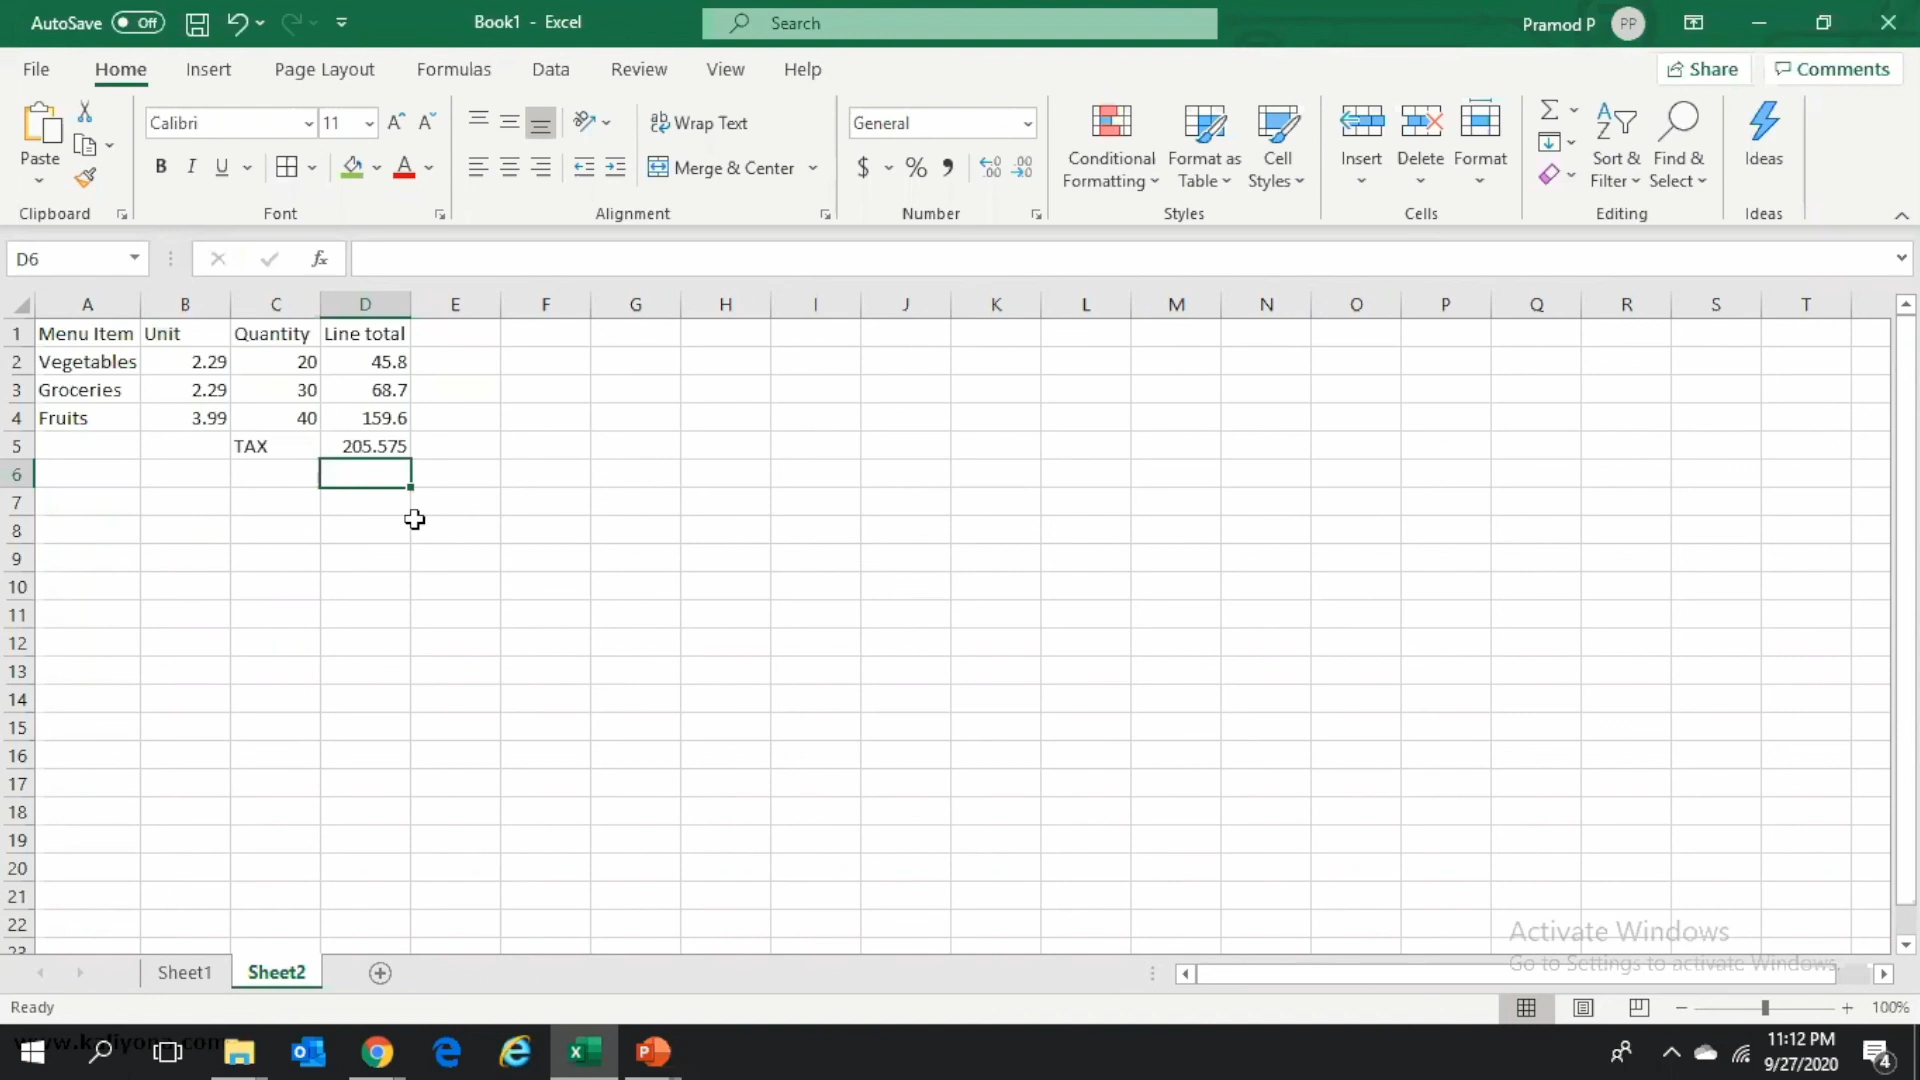 AutoSave Off Book1 - Excel Search Pramod P PP
File Home Insert Page Layout Formulas Data Review View Help Share Comments
Paste
Calibri 11
B I U A
Wrap Text
Merge & Center
General
$ % 9
Conditional Formatting
Format as Table
Cell Styles
Insert Delete Format
Sort & Filter
Find & Select
Ideas
Clipboard Font Alignment Number Styles Cells Editing Ideas
D6 fx
A B C D E F G H I J K L M N O P Q R S T
1 Menu Item Unit Quantity Line total
2 Vegetables 2.29 20 45.8
3 Groceries 2.29 30 68.7
4 Fruits 3.99 40 159.6
5 TAX 205.575
6
7
8
9
10
11
12
13
14
15
16
17
18
19
20
21
22
23
Activate Windows
Go to Settings to activate Windows.
Sheet1 Sheet2
Ready 100%
11:12 PM
9/27/2020
4